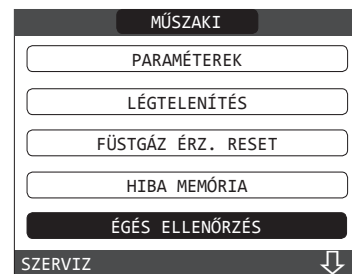 MŰSZAKI
PARAMÉTEREK
LÉGTELENÍTÉS
FÜSTGÁZ ÉRZ. RESET
HIBA MEMÓRIA
ÉGÉS ELLENŐRZÉS
SZERVIZ